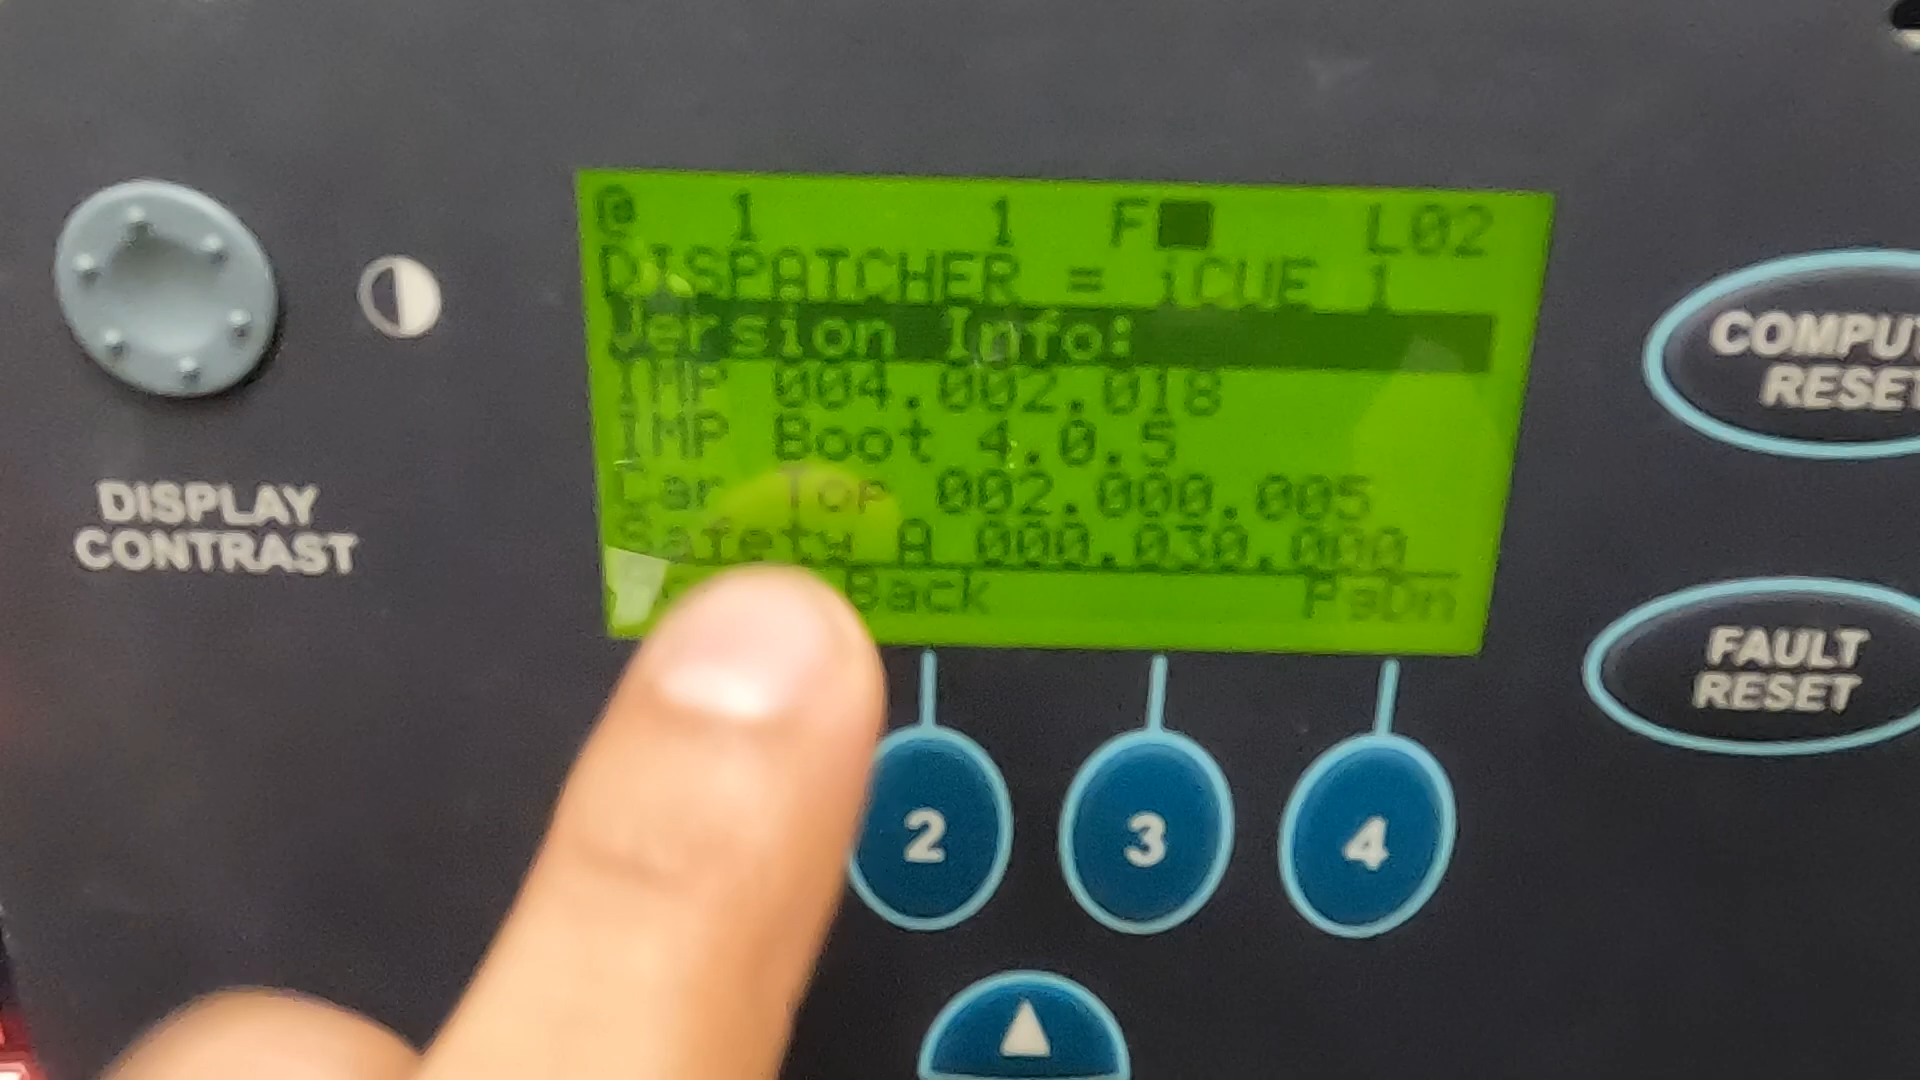 @ 1 1 F■ L02
DISPATCHER = iCUE 1
Version Info:
IMP 004.002.018
IMP Boot 4.0.5
Car Top 002.000.005
Safety A 000.030.000
Back PgDn
DISPLAY
CONTRAST
RESET
FAULT
RESET
2 3 4